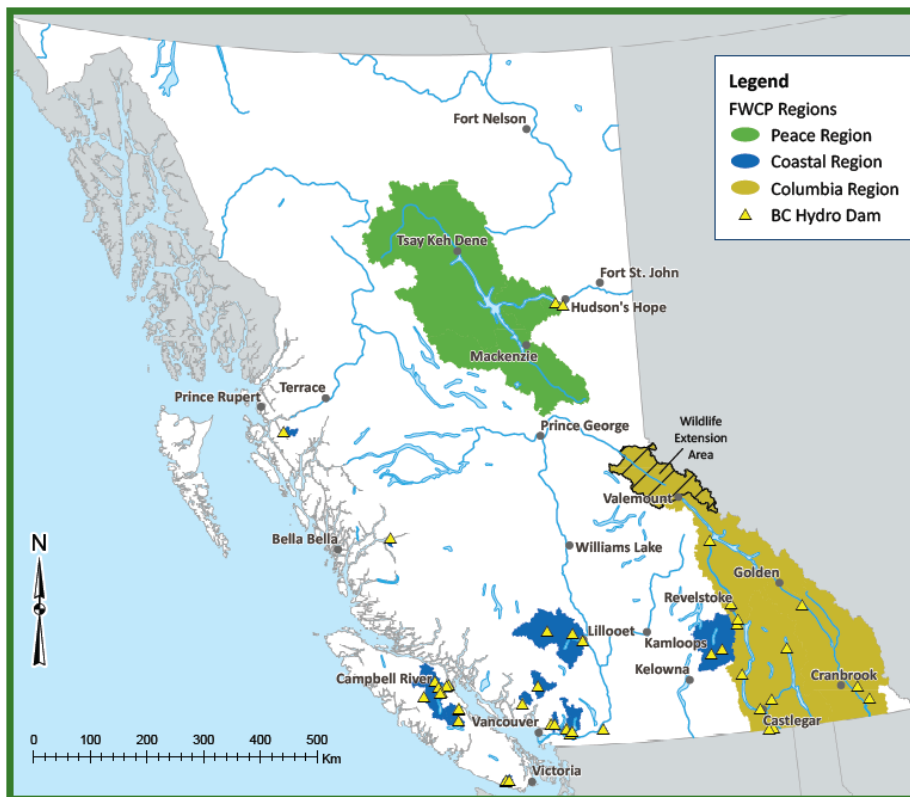 Legend
FWCP Regions
Peace Region
Coastal Region
Columbia Region
BC Hydro Dam
Fort Nelson
Tsay Keh Dene
Fort St. John
Hudson's Hope
Mackenzie
Terrace
Prince Rupert
Prince George
Wildlife
Extension
Area
Valemount
Bella Bella
Williams Lake
Golden
Revelstoke
Lillooet
Kamloops
Kelowna
Cranbrook
Campbell River
Vancouver
Castlegar
Victoria
N
0 100 200 300 400 500
Km